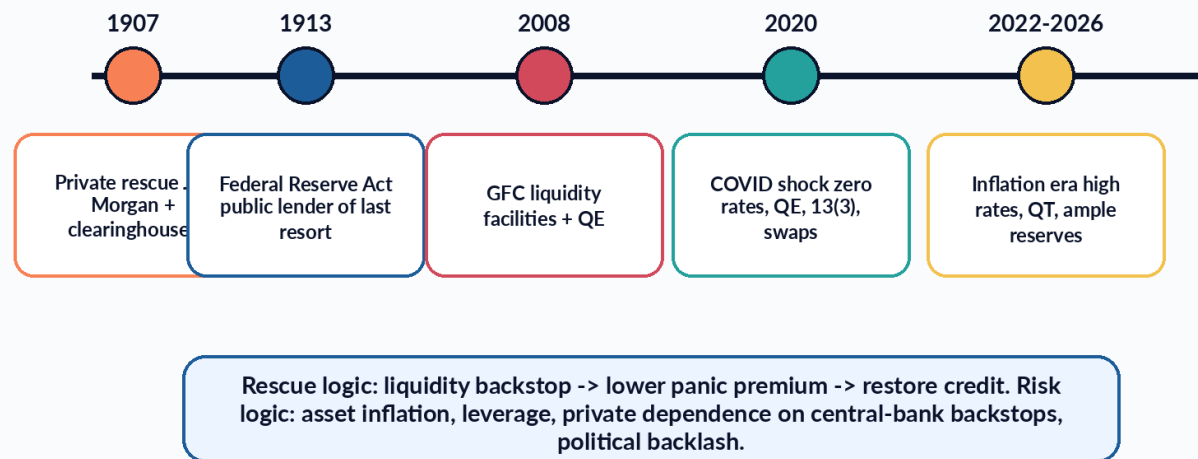 1907
1913
2008
2020
2022-2026
Private rescue
Morgan +
clearinghouse
Federal Reserve Act
public lender of last
resort
GFC liquidity
facilities + QE
COVID shock zero
rates, QE, 13(3),
swaps
Inflation era high
rates, QT, ample
reserves
Rescue logic: liquidity backstop -> lower panic premium -> restore credit. Risk
logic: asset inflation, leverage, private dependence on central-bank backstops,
political backlash.